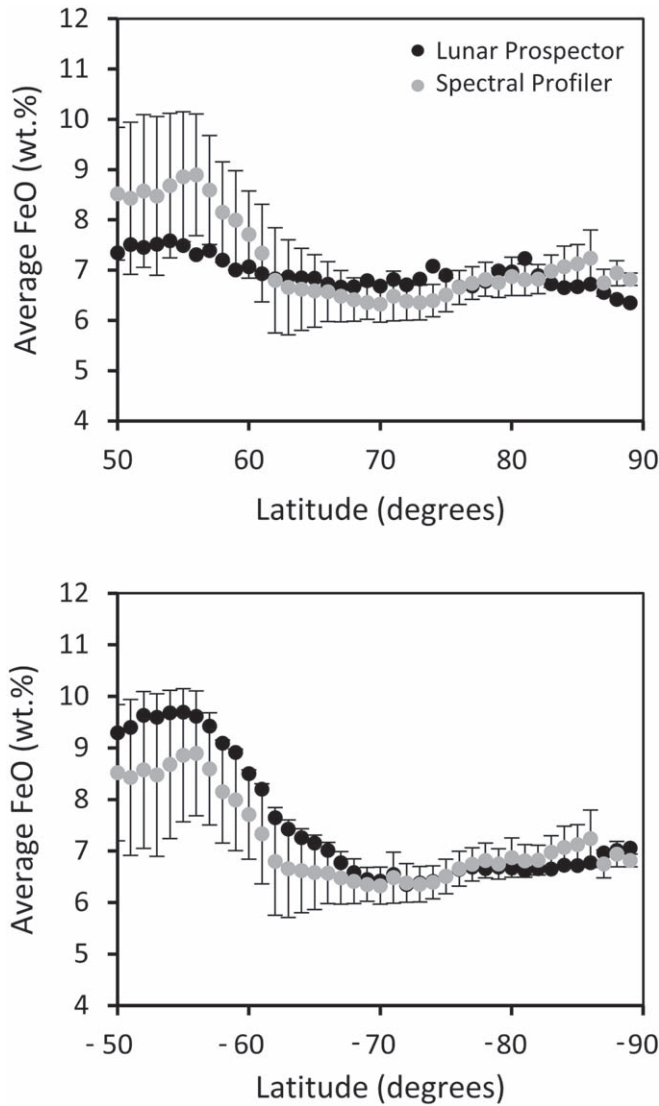 12
11
10
9
8
7
6
5
4
Average FeO (wt.%)
Lunar Prospector
Spectral Profiler
50 60 70 80 90
Latitude (degrees)
12
11
10
9
8
7
6
5
4
Average FeO (wt.%)
- 50 - 60 -70 -80 -90
Latitude (degrees)